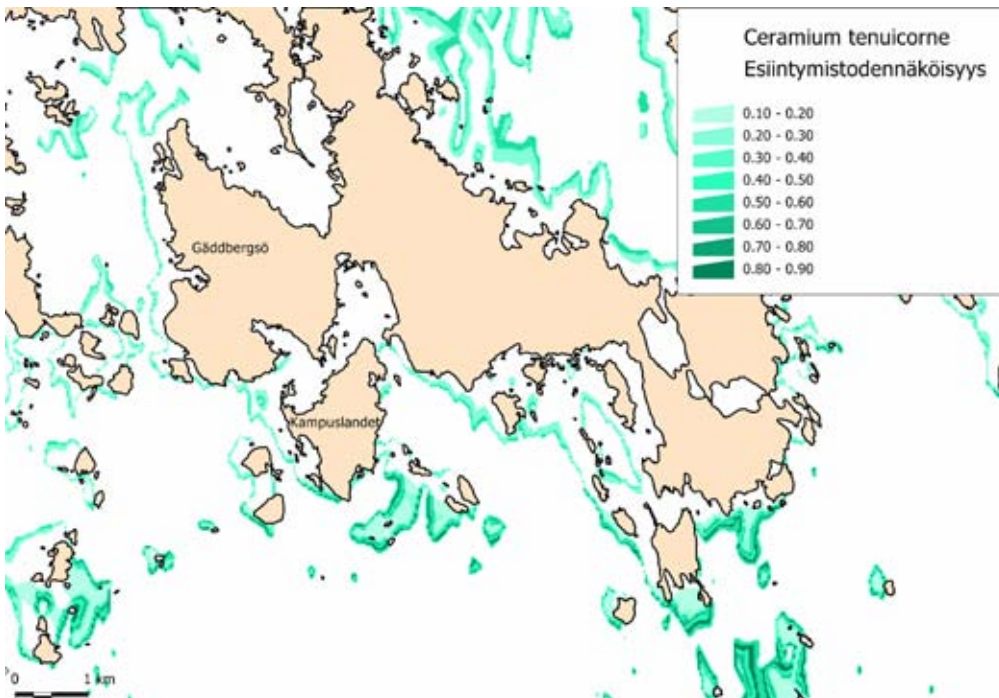 Ceramium tenuicorne
Esiintymistodennäköisyys
0.10 - 0.20
0.20 - 0.30
0.30 - 0.40
0.40 - 0.50
0.50 - 0.60
0.60 - 0.70
0.70 - 0.80
0.80 - 0.90
Gäddbergsö
Kampuslandet
0 1 km